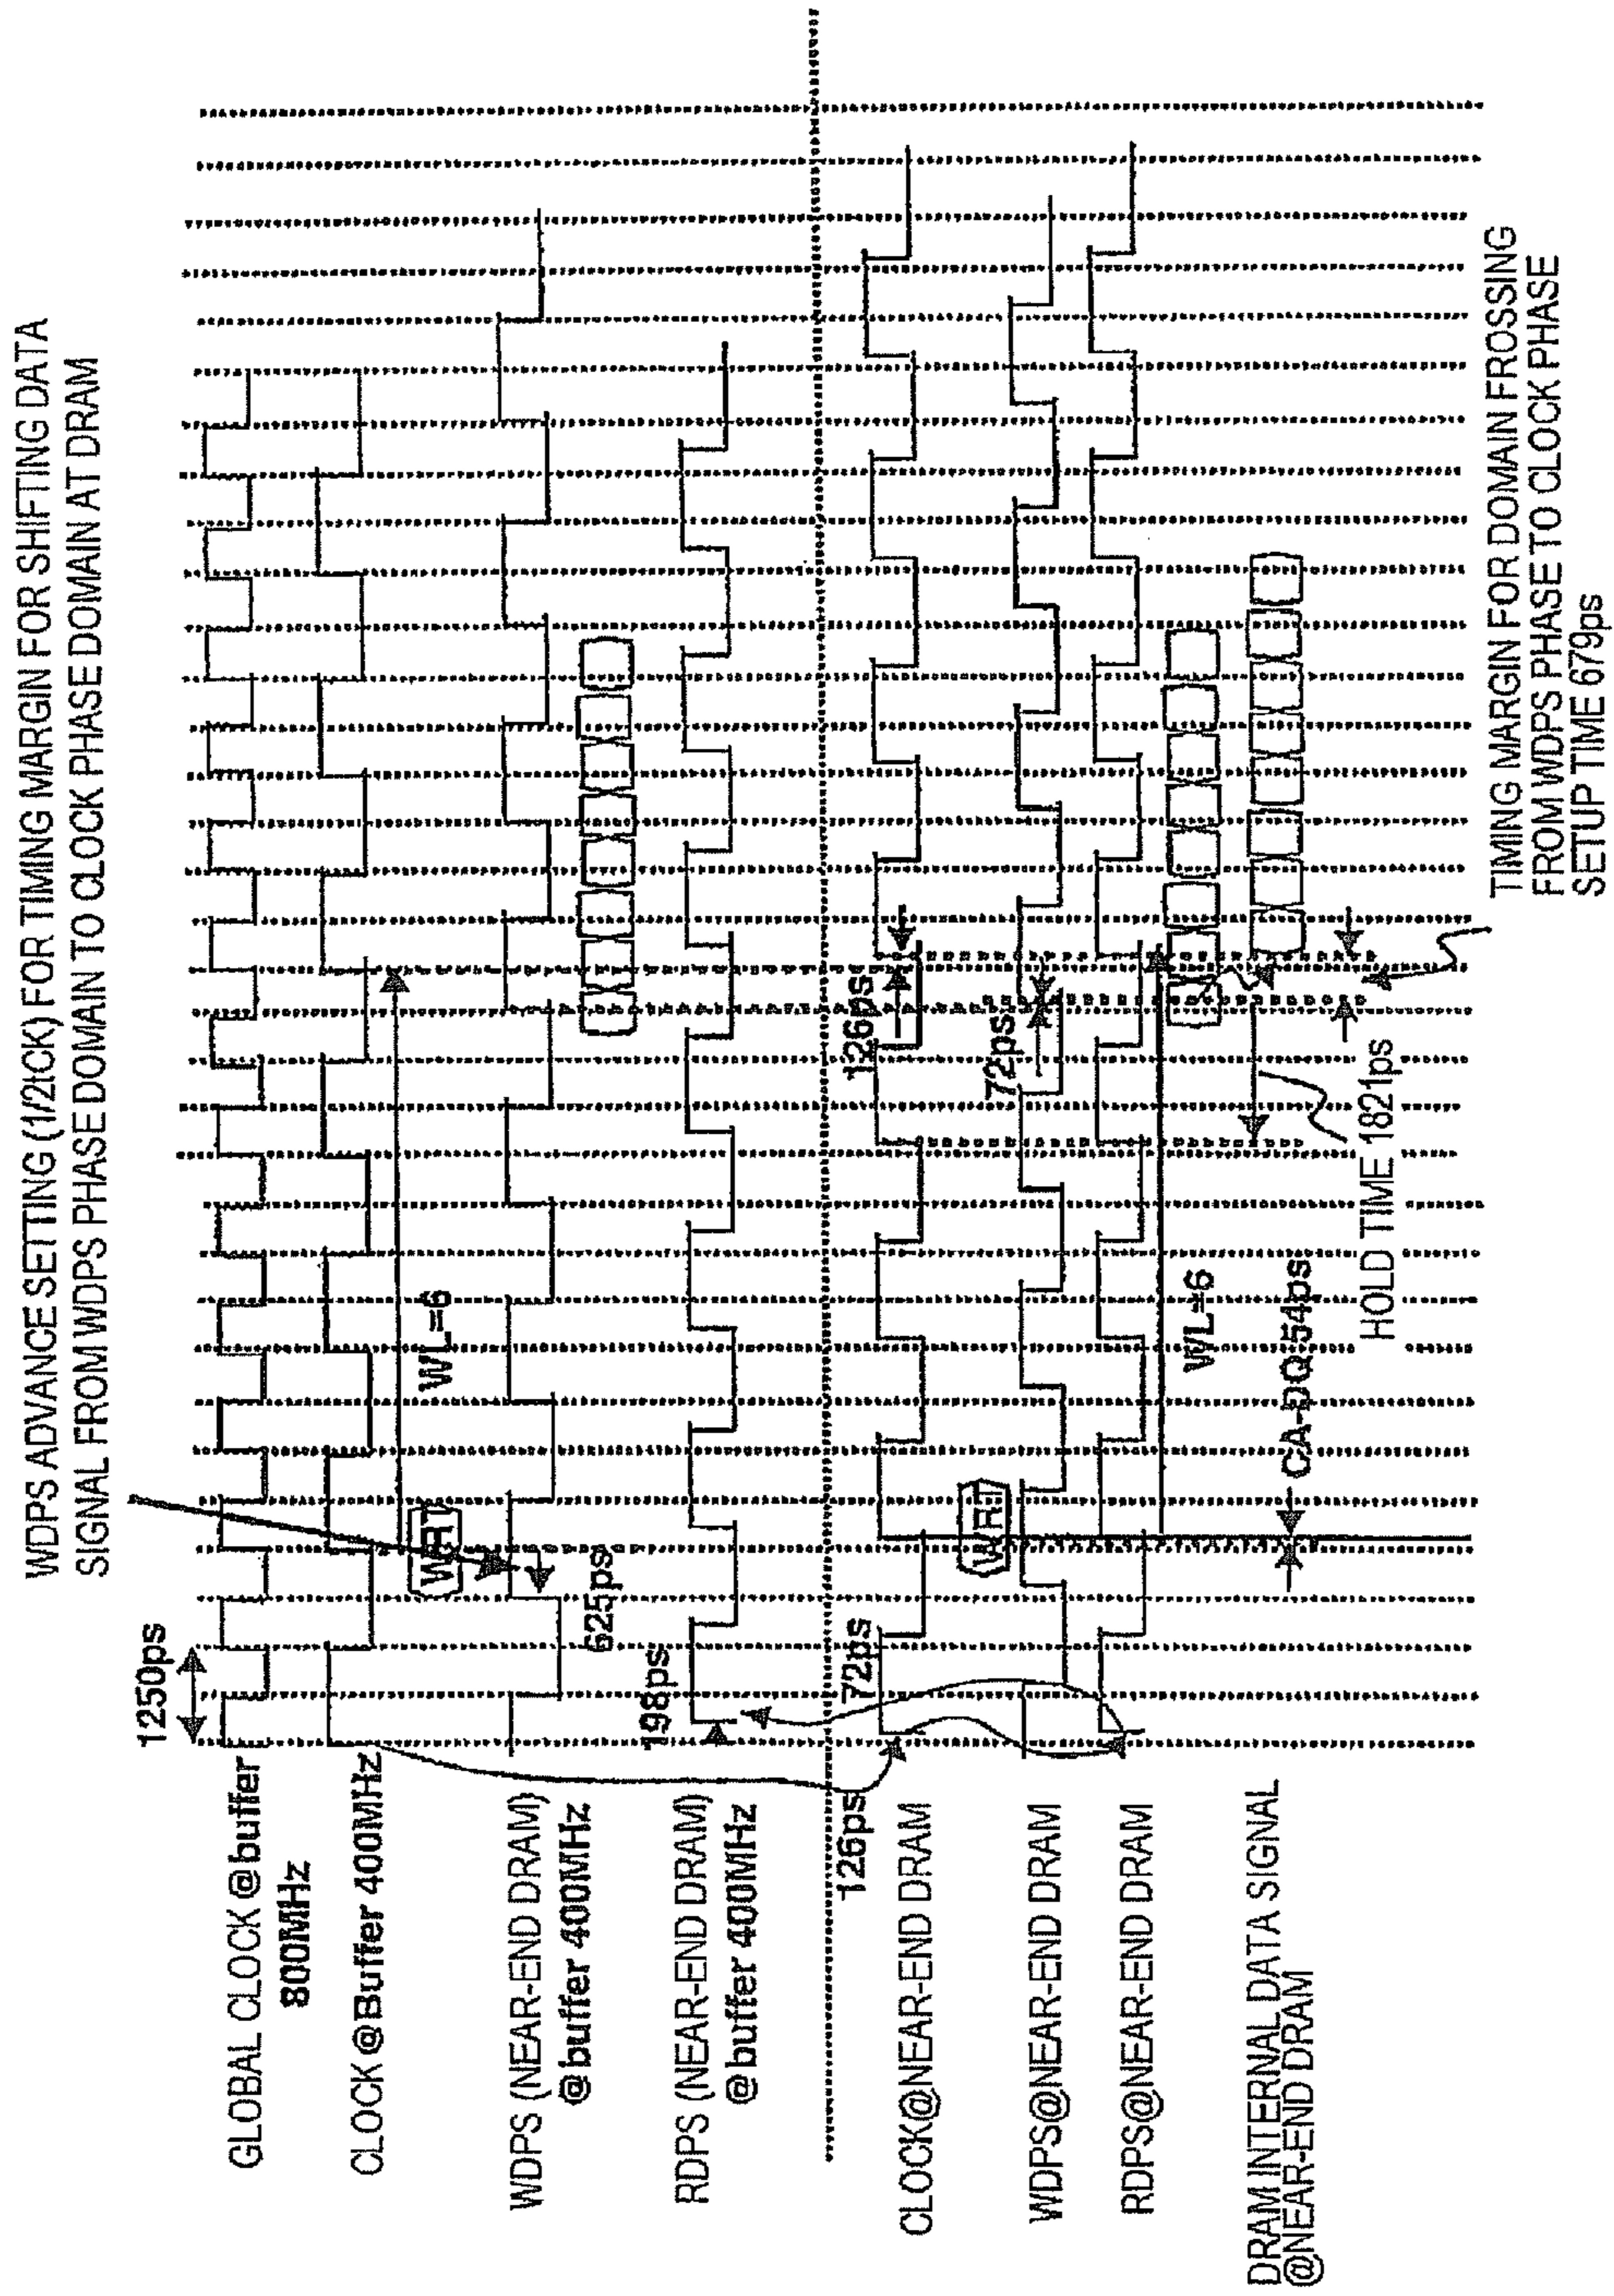 WDPS ADVANCE SETTING (1/2tCK) FOR TIMING MARGIN FOR SHIFTING DATA
SIGNAL FROM WDPS PHASE DOMAIN TO CLOCK PHASE DOMAIN AT DRAM
1250ps
GLOBAL CLOCK @buffer
800MHz
CLOCK @Buffer 400MHz
WL=6
WRT
WDPS (NEAR-END DRAM)
@buffer 400MHz
625ps
RDPS (NEAR-END DRAM)
@buffer 400MHz
198ps
126ps
72ps
126ps
CLOCK@NEAR-END DRAM
WRT
72ps
WDPS@NEAR-END DRAM
RDPS@NEAR-END DRAM
WL=6
DRAM INTERNAL DATA SIGNAL
@NEAR-END DRAM
CA-DQ 54ps
HOLD TIME 1821ps
TIMING MARGIN FOR DOMAIN FROSSING
FROM WDPS PHASE TO CLOCK PHASE
SETUP TIME 679ps